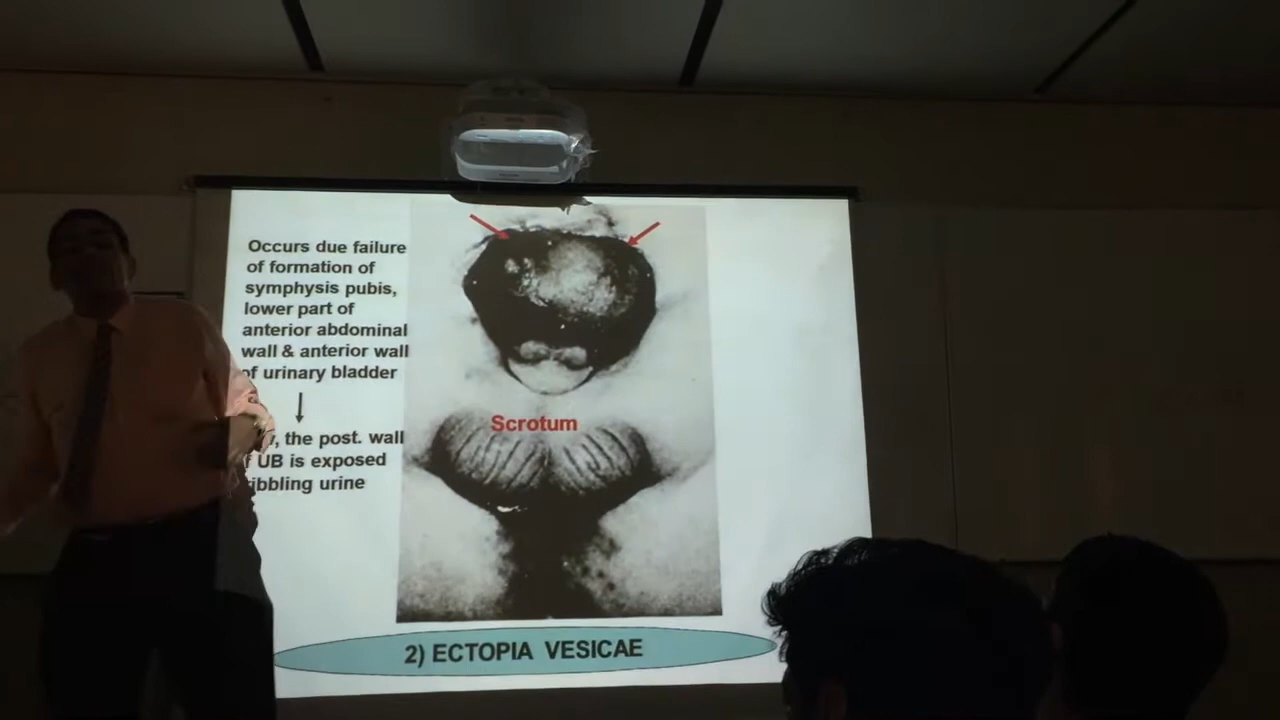 Occurs due failure
of formation of
symphysis pubis,
lower part of
anterior abdominal
wall & anterior wall
of urinary bladder
the post. wall
UB is exposed
urine
Scrotum
2) ECTOPIA VESICAE